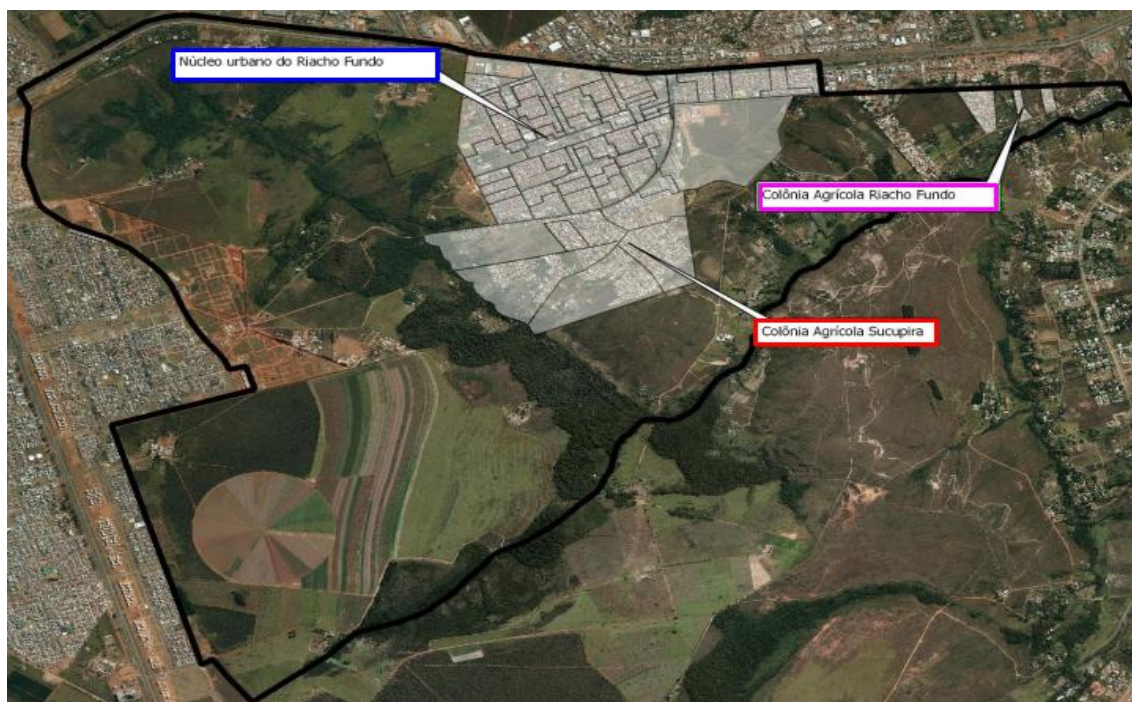 Núcleo urbano do Riacho Fundo
Colônia Agrícola Riacho Fundo
Colônia Agrícola Sucupira